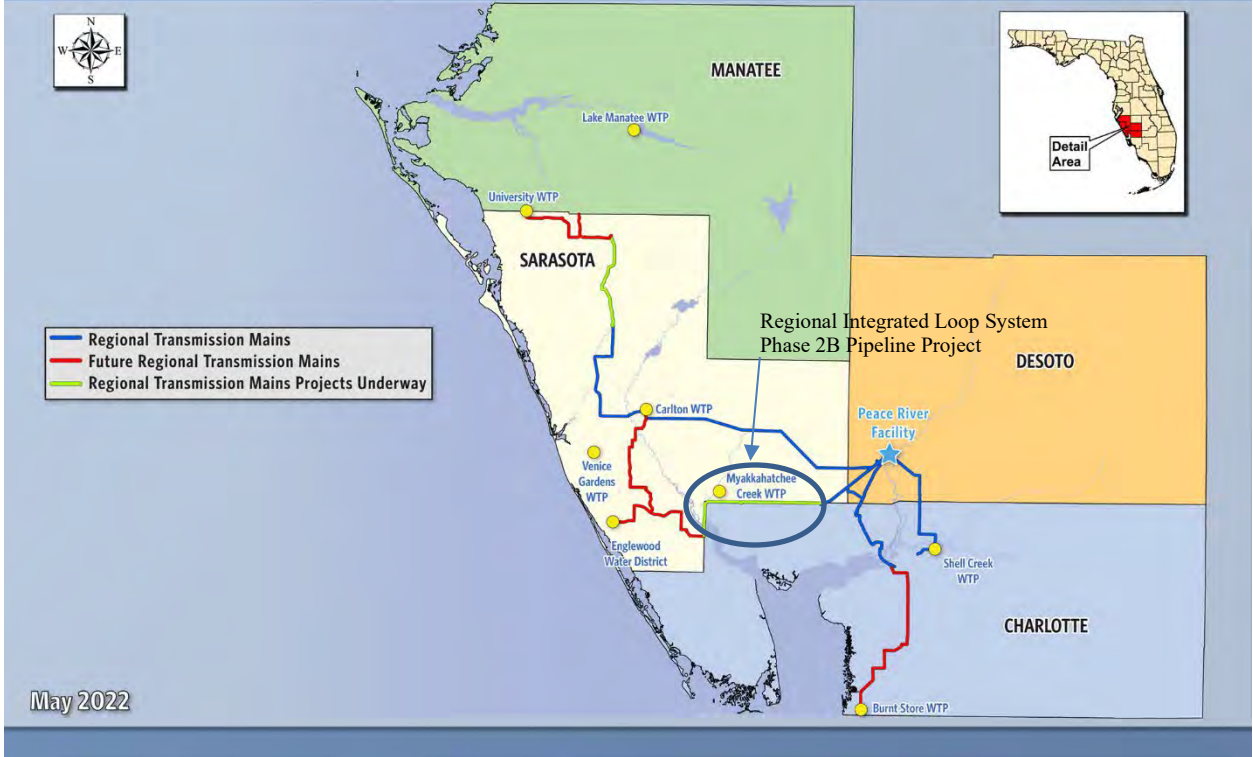 N
W
E
S
MANATEE
Lake Manatee WTP
Detail
Area
University WTP
SARASOTA
Regional Integrated Loop System
Phase 2B Pipeline Project
Regional Transmission Mains
Future Regional Transmission Mains
Regional Transmission Mains Projects Underway
DESOTO
Carlton WTP
Peace River
Facility
Venice
Gardens
WTP
Myakkahatchee
Creek WTP
Englewood
Water District
Shell Creek
WTP
CHARLOTTE
May 2022
Burnt Store WTP